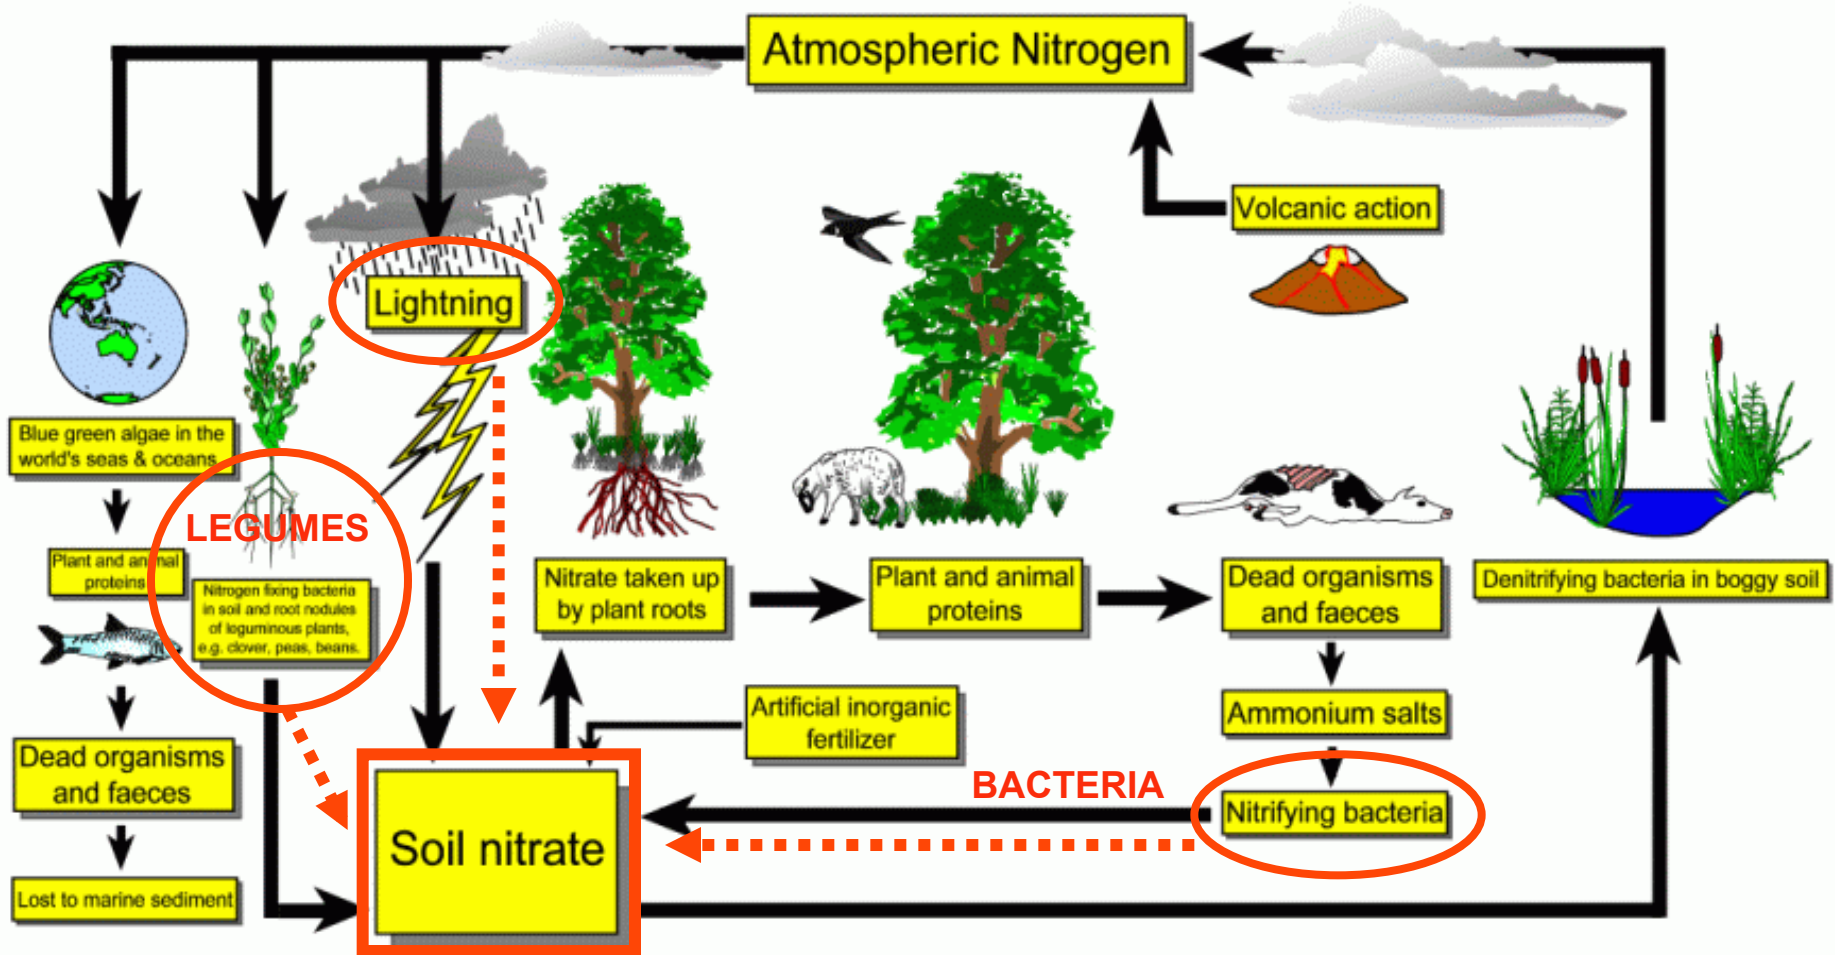 Atmospheric Nitrogen
Volcanic action
Lightning
Blue green algae in the
world's seas & oceans
LEGUMES
Plant and animal
proteins
Nitrogen fixing bacteria
in soil and root nodules
of leguminous plants,
e.g. clover, peas, beans.
Nitrate taken up
by plant roots
Plant and animal
proteins
Dead organisms
and faeces
Denitrifying bacteria in boggy soil
Artificial inorganic
fertilizer
Ammonium salts
Dead organisms
and faeces
BACTERIA
Nitrifying bacteria
Soil nitrate
Lost to marine sediment